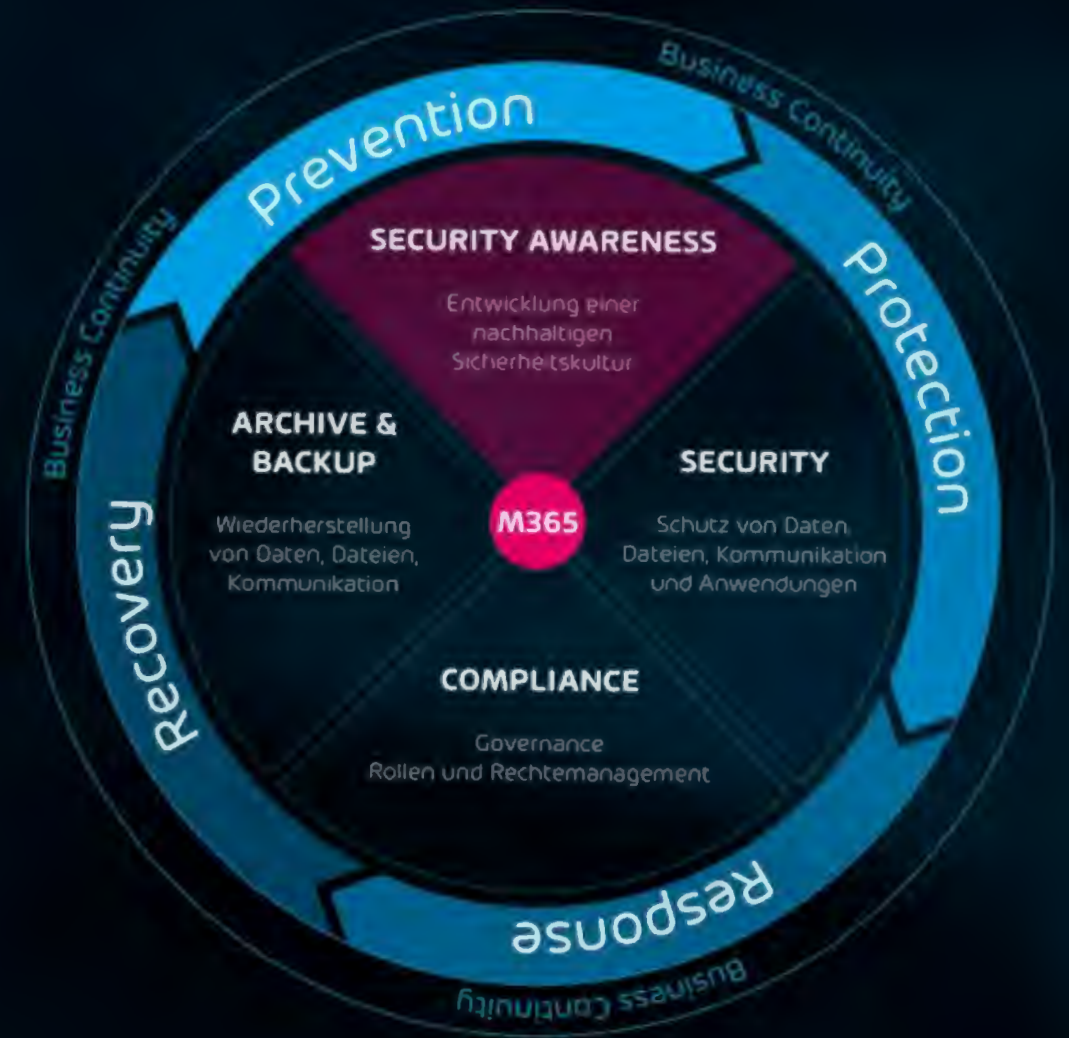 Business Continuity
Prevention
Protection
SECURITY AWARENESS
Entwicklung einer
nachhaltigen
Sicherheitskultur
Business Continuity
ARCHIVE &
BACKUP
Wiederherstellung
von Daten, Dateien,
Kommunikation
M365
SECURITY
Schutz von Daten,
Dateien, Kommunikation
und Anwendungen
Recovery
COMPLIANCE
Governance
Rollen und Rechtemanagement
Response
Business Continuity